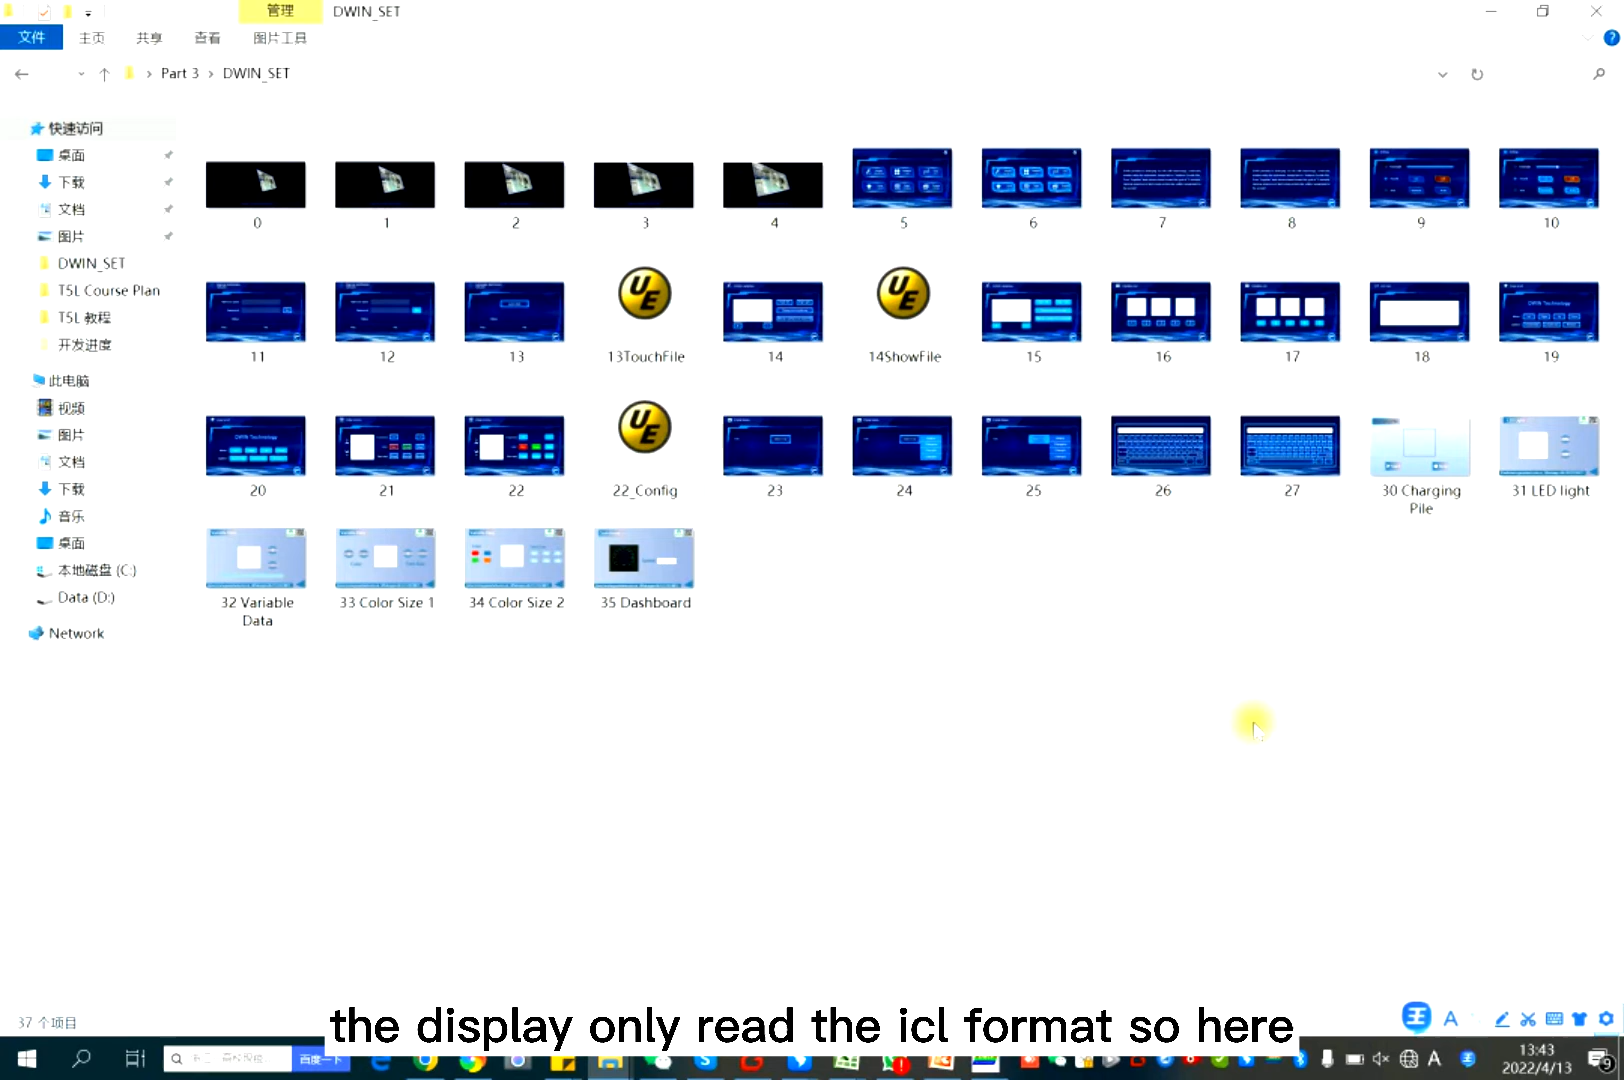 管理 DWIN_SET
文件 主页 共享 查看 图片工具
Part 3 › DWIN_SET
快速访问
桌面
下载
文档
图片
DWIN_SET
T5L Course Plan
T5L 教程
开发进度
此电脑
视频
图片
文档
下载
音乐
桌面
本地磁盘 (C:)
Data (D:)
Network
0 1 2 3 4 5 6 7 8 9 10
11 12 13 13TouchFile 14 14ShowFile 15 16 17 18 19
20 21 22 22_Config 23 24 25 26 27 30 Charging Pile 31 LED light
32 Variable Data 33 Color Size 1 34 Color Size 2 35 Dashboard
37 个项目
the display only read the icl format so here
百度一下
13:43
2022/4/13